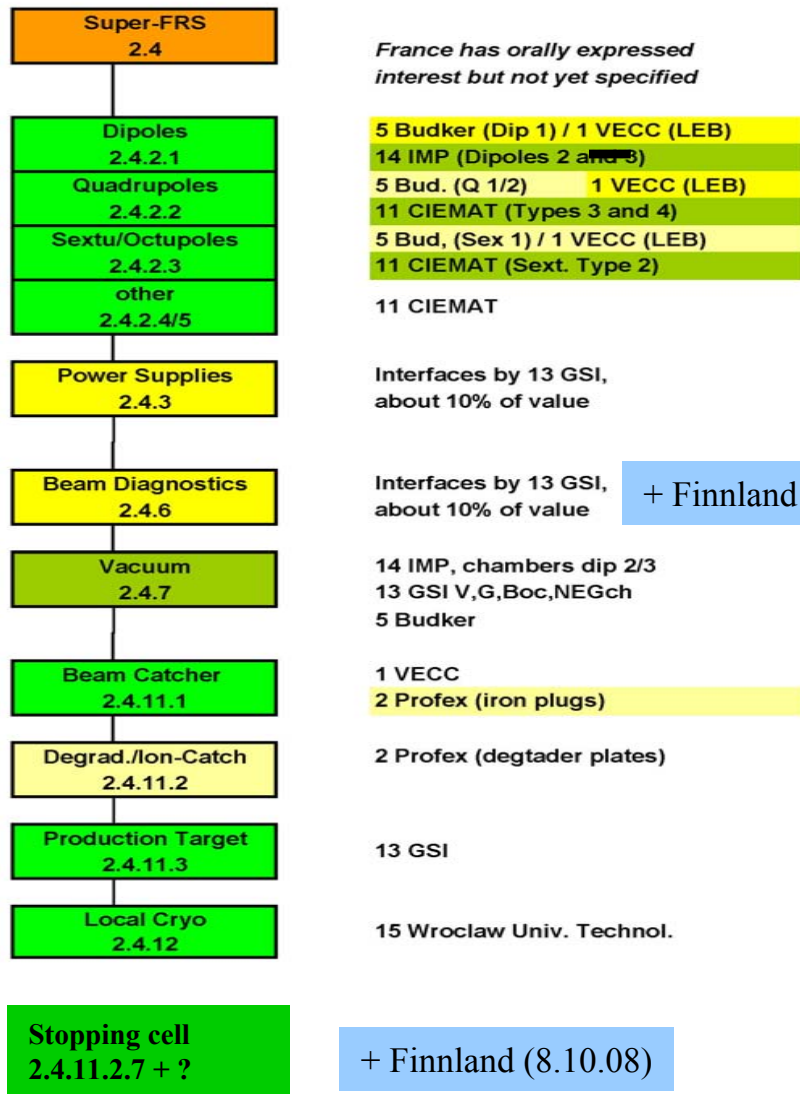 Super-FRS
2.4
France has orally expressed
interest but not yet specified
Dipoles
2.4.2.1
5 Budker (Dip 1) / 1 VECC (LEB)
14 IMP (Dipoles 2 and 3)
Quadrupoles
2.4.2.2
5 Bud. (Q 1/2) 1 VECC (LEB)
11 CIEMAT (Types 3 and 4)
Sextu/Octupoles
2.4.2.3
5 Bud, (Sex 1) / 1 VECC (LEB)
11 CIEMAT (Sext. Type 2)
other
2.4.2.4/5
11 CIEMAT
Power Supplies
2.4.3
Interfaces by 13 GSI,
about 10% of value
Beam Diagnostics
2.4.6
Interfaces by 13 GSI,
about 10% of value
+ Finnland
Vacuum
2.4.7
14 IMP, chambers dip 2/3
13 GSI V,G,Boc,NEGch
5 Budker
Beam Catcher
2.4.11.1
1 VECC
2 Profex (iron plugs)
Degrad./Ion-Catch
2.4.11.2
2 Profex (degtader plates)
Production Target
2.4.11.3
13 GSI
Local Cryo
2.4.12
15 Wroclaw Univ. Technol.
Stopping cell
2.4.11.2.7 + ?
+ Finnland (8.10.08)